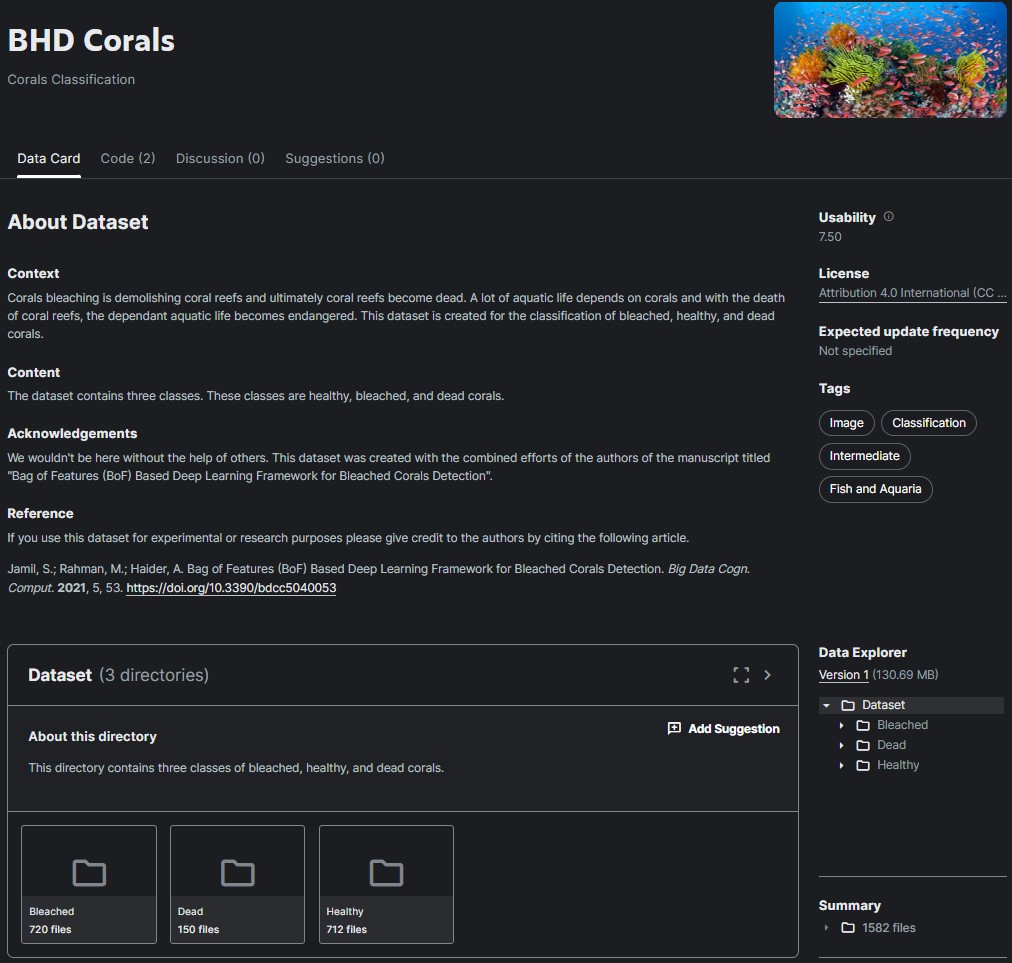 BHD Corals
Corals Classification
Data Card
Code (2)
Discussion (0)
Suggestions (0)
About Dataset
Context
Corals bleaching is demolishing coral reefs and ultimately coral reefs become dead. A lot of aquatic life depends on corals and with the death
of coral reefs, the dependant aquatic life becomes endangered. This dataset is created for the classification of bleached, healthy, and dead
corals.
Content
The dataset contains three classes. These classes are healthy, bleached, and dead corals.
Acknowledgements
We wouldn't be here without the help of others. This dataset was created with the combined efforts of the authors of the manuscript titled
"Bag of Features (BoF) Based Deep Learning Framework for Bleached Corals Detection".
Reference
If you use this dataset for experimental or research purposes please give credit to the authors by citing the following article.
Jamil, S.; Rahman, M.; Haider, A. Bag of Features (BoF) Based Deep Learning Framework for Bleached Corals Detection. Big Data Cogn.
Comput. 2021, 5, 53. https://doi.org/10.3390/bdcc5040053
Usability
7.50
License
Attribution 4.0 International (CC ...
Expected update frequency
Not specified
Tags
Image
Classification
Intermediate
Fish and Aquaria
Dataset (3 directories)
About this directory
Add Suggestion
This directory contains three classes of bleached, healthy, and dead corals.
Bleached
720 files
Dead
150 files
Healthy
712 files
Data Explorer
Version 1 (130.69 MB)
Dataset
Bleached
Dead
Healthy
Summary
1582 files